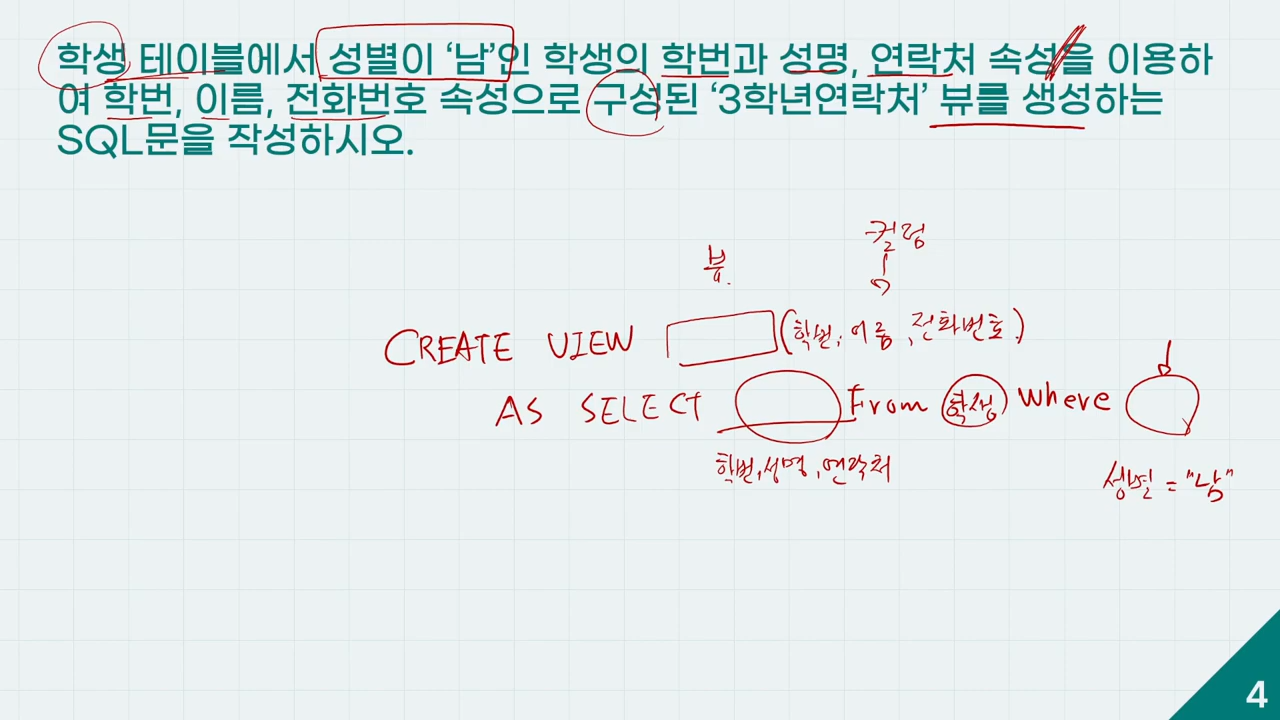 학생 테이블에서 성별이 ‘남’인 학생의 학번과 성명, 연락처 속성을 이용하
여 학번, 이름, 전화번호 속성으로 구성된 ‘3학년연락처’ 뷰를 생성하는
SQL문을 작성하시오.
컬럼
뷰.
CREATE VIEW (학번, 이름, 전화번호)
AS SELECT From 학생 Where
학번, 성명, 연락처
성별 = "남"
4